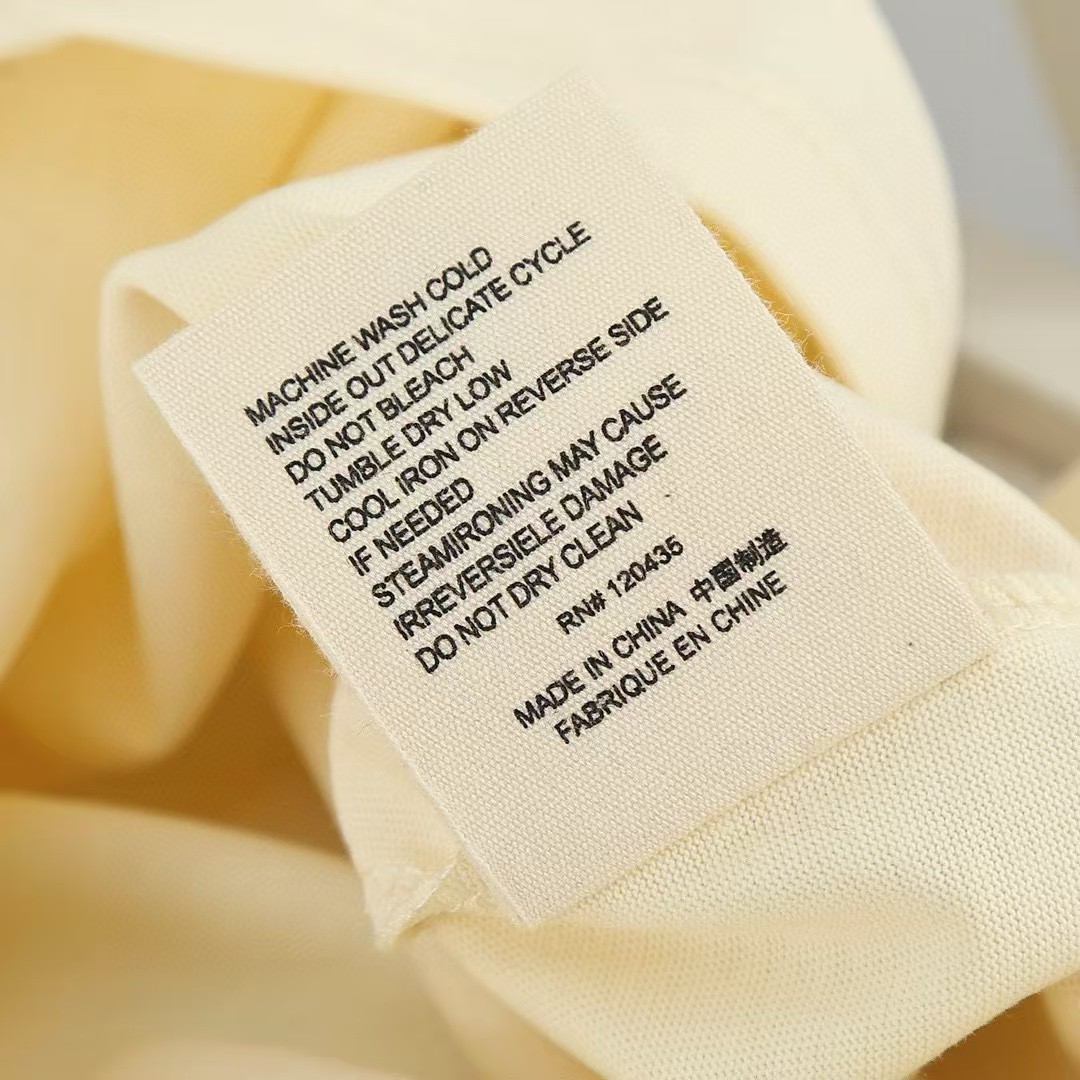 MACHINE WASH COLD
INSIDE OUT DELICATE CYCLE
DO NOT BLEACH
TUMBLE DRY LOW
COOL IRON ON REVERSE SIDE
IF NEEDED
STEAMIRONING MAY CAUSE
IRREVERSIELE DAMAGE
DO NOT DRY CLEAN
RN# 120435
MADE IN CHINA 中國制造
FABRIQUE EN CHINE